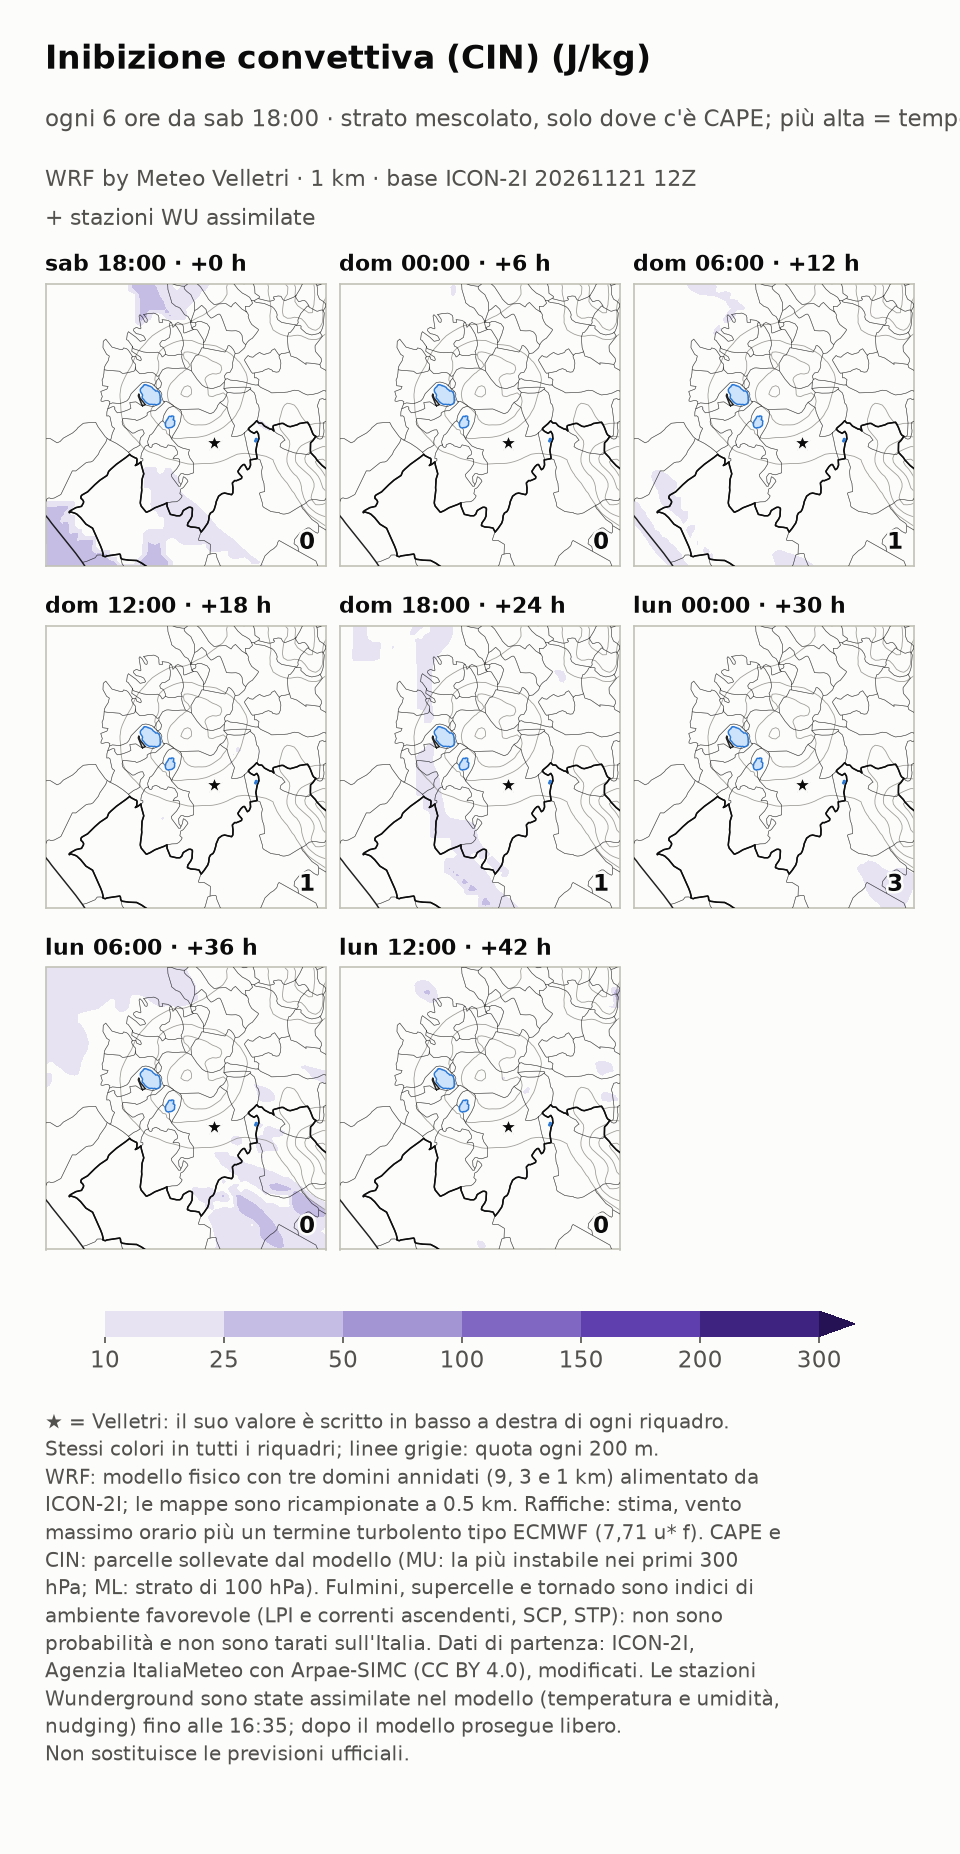 Inibizione convettiva (CIN) (J/kg)
ogni 6 ore da sab 18:00 · strato mescolato, solo dove c'è CAPE; più alta =
WRF by Meteo Velletri · 1 km · base ICON-2I 20261121 12Z
+ stazioni WU assimilate
sab 18:00 · +0 h
dom 00:00 · +6 h
dom 06:00 · +12 h
0
0
1
dom 12:00 · +18 h
dom 18:00 · +24 h
lun 00:00 · +30 h
1
1
3
lun 06:00 · +36 h
lun 12:00 · +42 h
0
0
10 25 50 100 150 200 300
★ = Velletri: il suo valore è scritto in basso a destra di ogni riquadro.
Stessi colori in tutti i riquadri; linee grigie: quota ogni 200 m.
WRF: modello fisico con tre domini annidati (9, 3 e 1 km) alimentato da
ICON-2I; le mappe sono ricampionate a 0.5 km. Raffiche: stima, vento
massimo orario più un termine turbolento tipo ECMWF (7,71 u* f). CAPE e
CIN: parcelle sollevate dal modello (MU: la più instabile nei primi 300
hPa; ML: strato di 100 hPa). Fulmini, supercelle e tornado sono indici di
ambiente favorevole (LPI e correnti ascendenti, SCP, STP): non sono
probabilità e non sono tarati sull'Italia. Dati di partenza: ICON-2I,
Agenzia ItaliaMeteo con Arpae-SIMC (CC BY 4.0), modificati. Le stazioni
Wunderground sono state assimilate nel modello (temperatura e umidità,
nudging) fino alle 16:35; dopo il modello prosegue libero.
Non sostituisce le previsioni ufficiali.